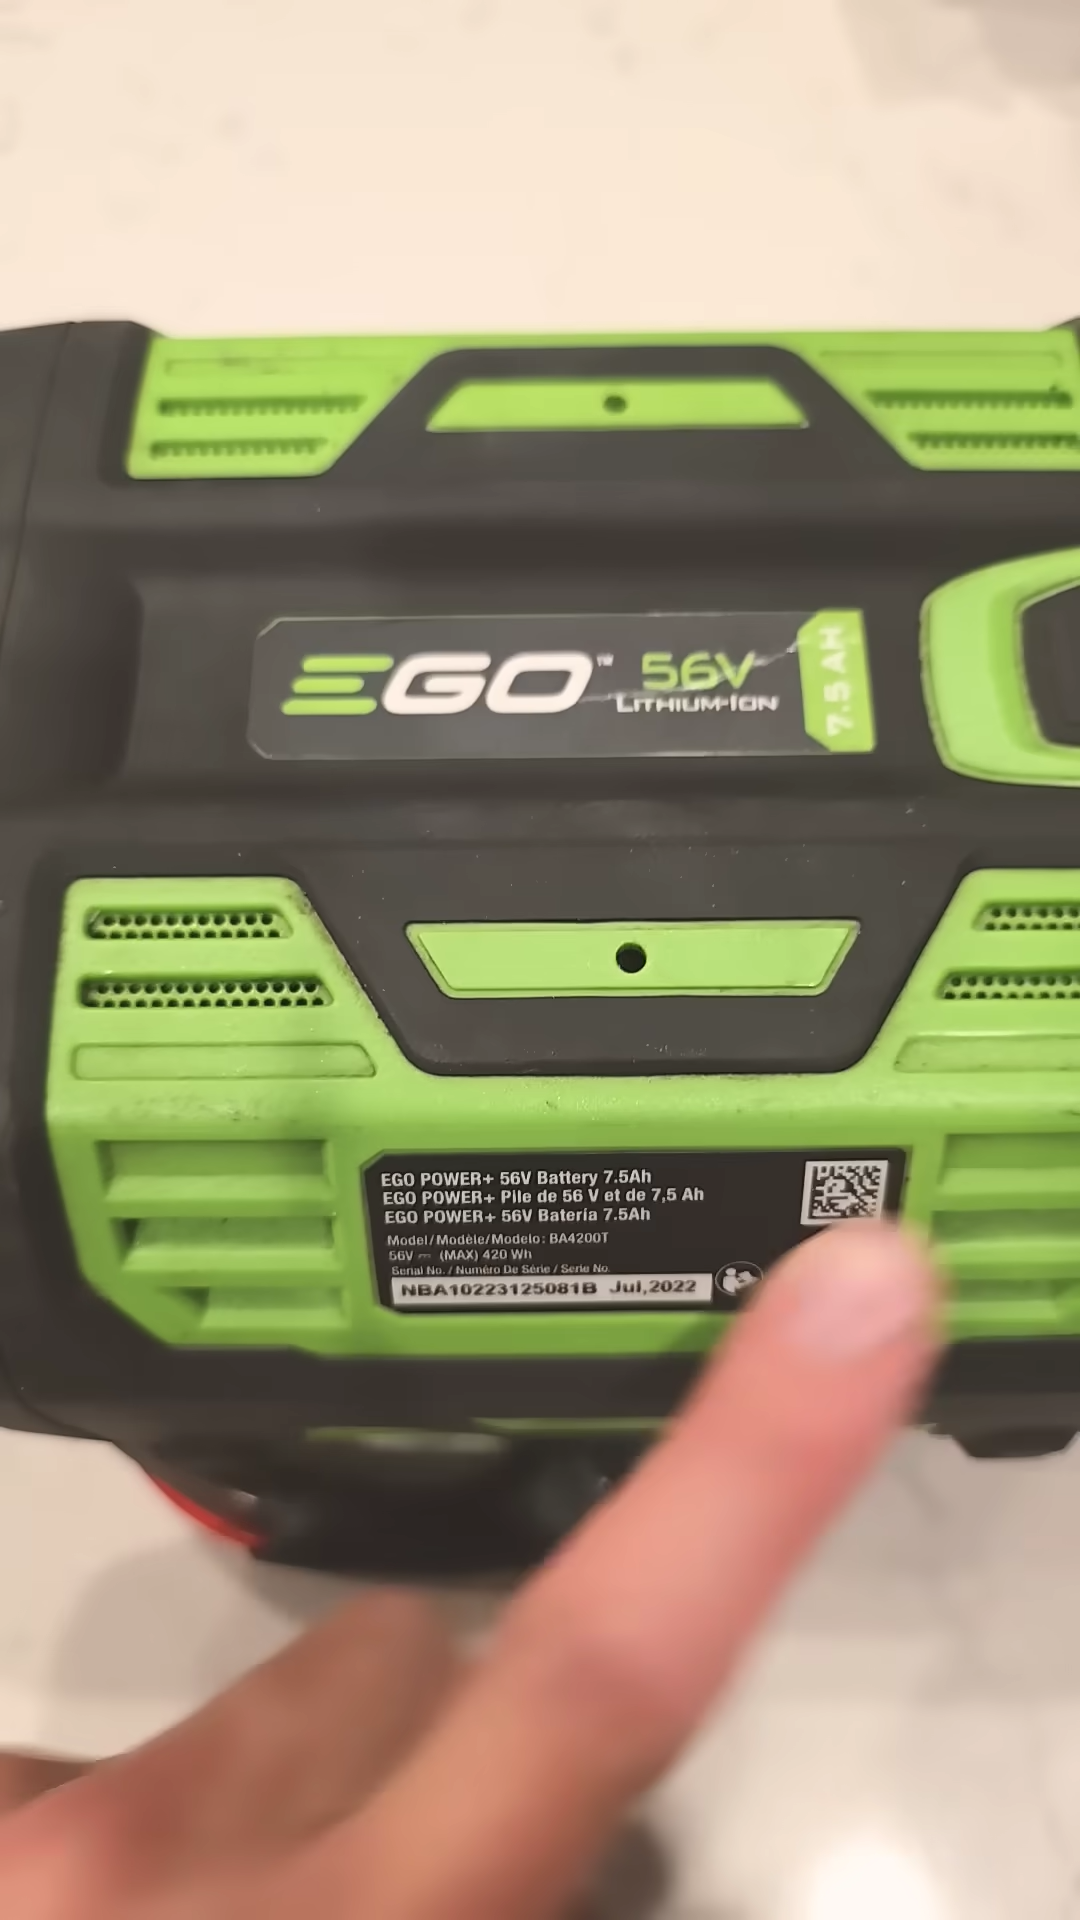 EGO™ 56V LITHIUM-ION 7.5 AH
EGO POWER+ 56V Battery 7.5Ah
EGO POWER+ Pile de 56 V et de 7,5 Ah
EGO POWER+ 56V Batería 7.5Ah
Model/Modèle/Modelo: BA4200T
56V ⎓ (MAX) 420 Wh
Serial No. / Numéro De Série / Serie No.
NBA10223125081B Jul,2022